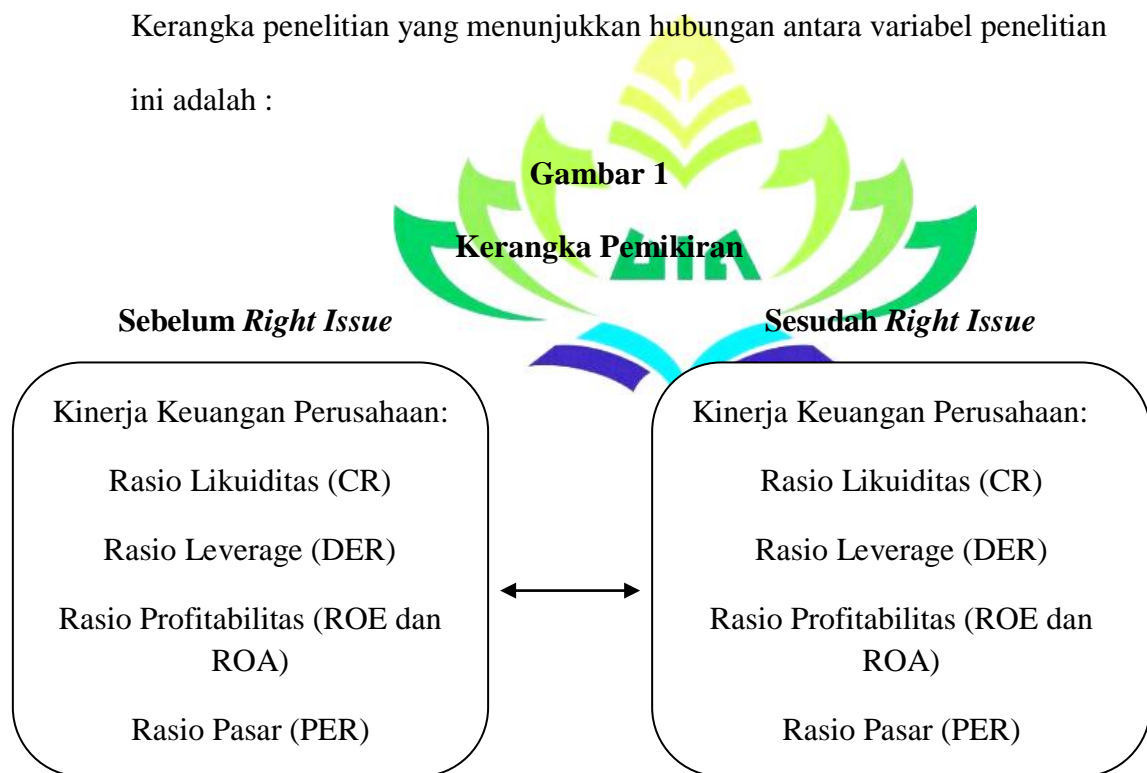 Kerangka penelitian yang menunjukkan hubungan antara variabel penelitian
ini adalah :
Gambar 1
Kerangka Pemikiran
Sebelum Right Issue
Sesudah Right Issue
Kinerja Keuangan Perusahaan:
Rasio Likuiditas (CR)
Rasio Leverage (DER)
Rasio Profitabilitas (ROE dan
ROA)
Rasio Pasar (PER)
Kinerja Keuangan Perusahaan:
Rasio Likuiditas (CR)
Rasio Leverage (DER)
Rasio Profitabilitas (ROE dan
ROA)
Rasio Pasar (PER)